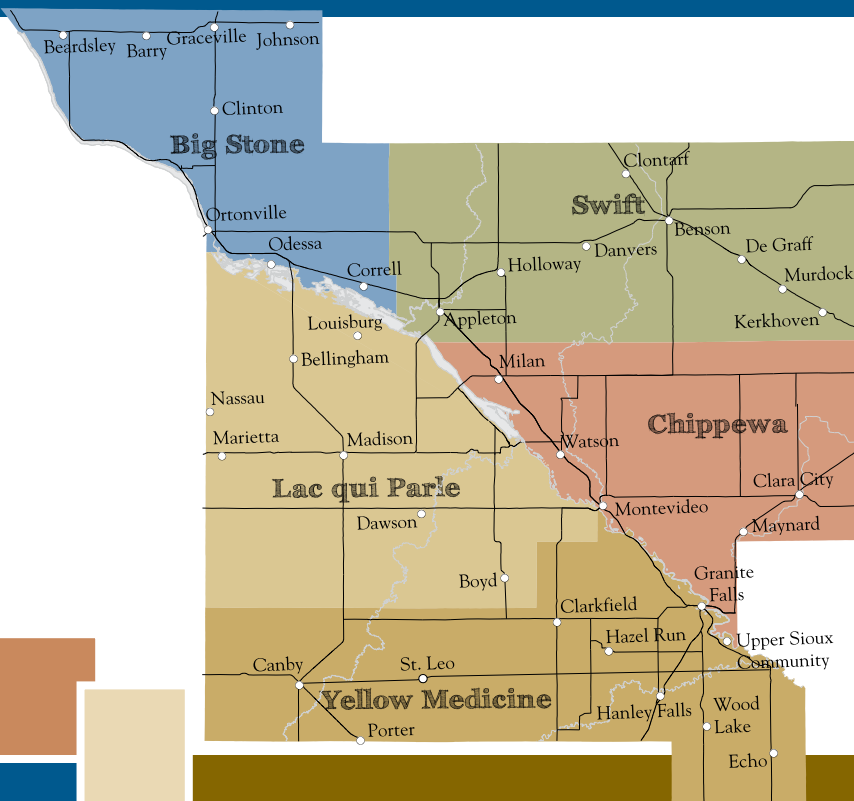 Beardsley
Barry
Graceville
Johnson
Clinton
Big Stone
Ortonville
Odessa
Correll
Clontarf
Swift
Benson
Danvers
De Graff
Holloway
Murdock
Appleton
Kerkhoven
Louisburg
Bellingham
Milan
Nassau
Marietta
Madison
Chippewa
Watson
Lac qui Parle
Clara City
Dawson
Montevideo
Maynard
Boyd
Granite
Falls
Clarkfield
Hazel Run
Upper Sioux
Community
Canby
St. Leo
Yellow Medicine
Hanley Falls
Wood
Lake
Porter
Echo